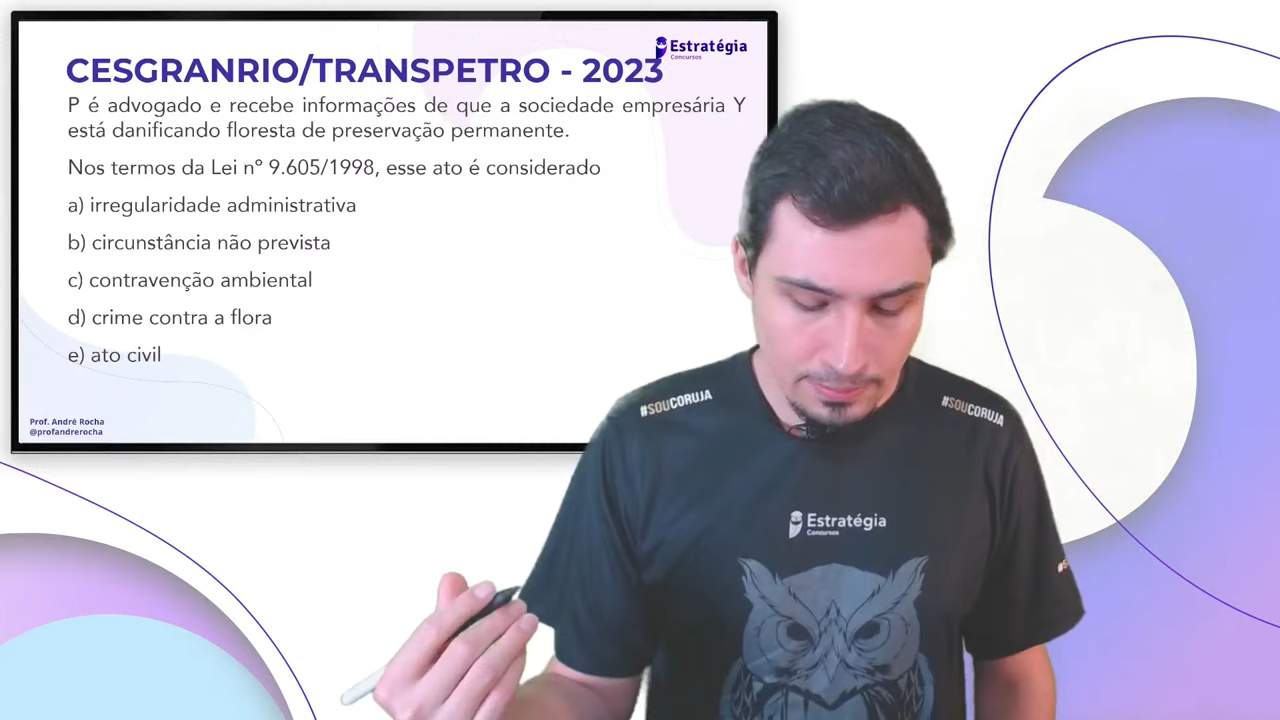 Estratégia
Concursos
CESGRANRIO/TRANSPETRO - 2023
P é advogado e recebe informações de que a sociedade empresária Y
está danificando floresta de preservação permanente.
Nos termos da Lei nº 9.605/1998, esse ato é considerado
a) irregularidade administrativa
b) circunstância não prevista
c) contravenção ambiental
d) crime contra a flora
e) ato civil
Prof. André Rocha
@profandrerocha
#SOUCORUJA
#SOUCORUJA
Estratégia
Concursos